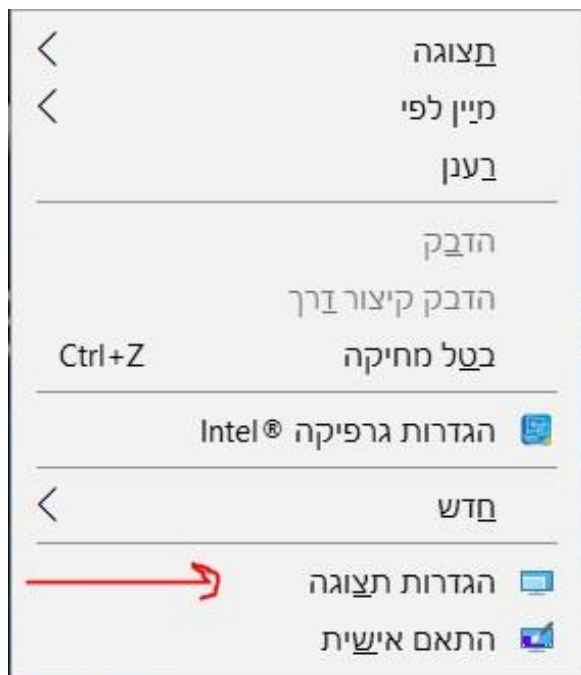 תצוגה
מיין לפי
רענן
הדבק
הדבק קיצור דרך
בטל מחיקה Ctrl+Z
הגדרות גרפיקה Intel®
חדש
הגדרות תצוגה
התאם אישית